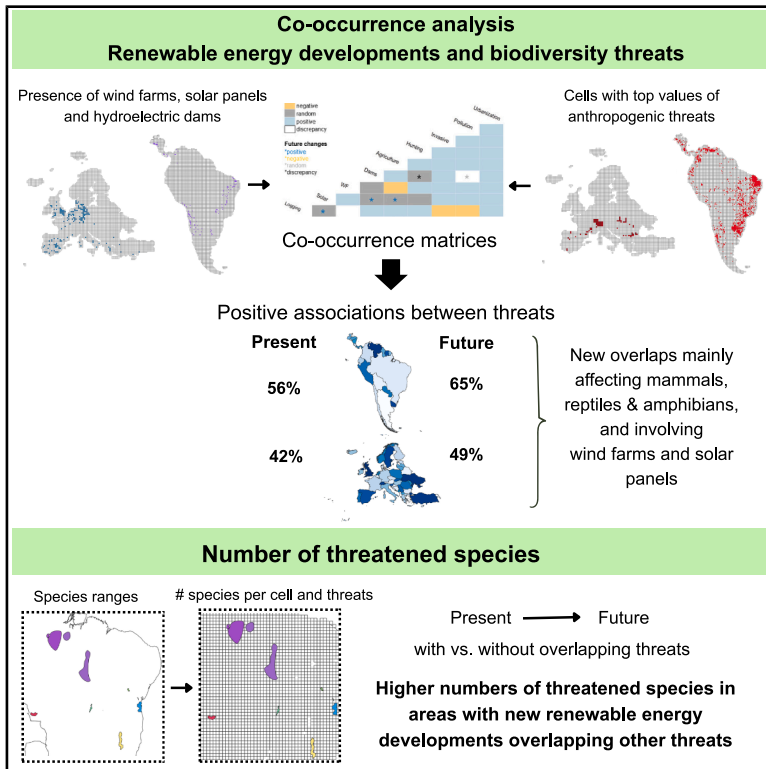 Co-occurrence analysis
Renewable energy developments and biodiversity threats
Presence of wind farms, solar panels
and hydroelectric dams
negative
random
positive
discrepancy
Future changes
*positive
*negative
*random
*discrepancy
Urbanization
Pollution
Invasive
Hunting
Agriculture
Dams
Solar
Logging
*
*
*
*
*
Cells with top values of
anthropogenic threats
Co-occurrence matrices
Positive associations between threats
Present
Future
56%
65%
42%
49%
New overlaps mainly
affecting mammals,
reptiles & amphibians,
and involving
wind farms and solar
panels
Number of threatened species
Species ranges
# species per cell and threats
Present
Future
with vs. without overlapping threats
Higher numbers of threatened species in
areas with new renewable energy
developments overlapping other threats